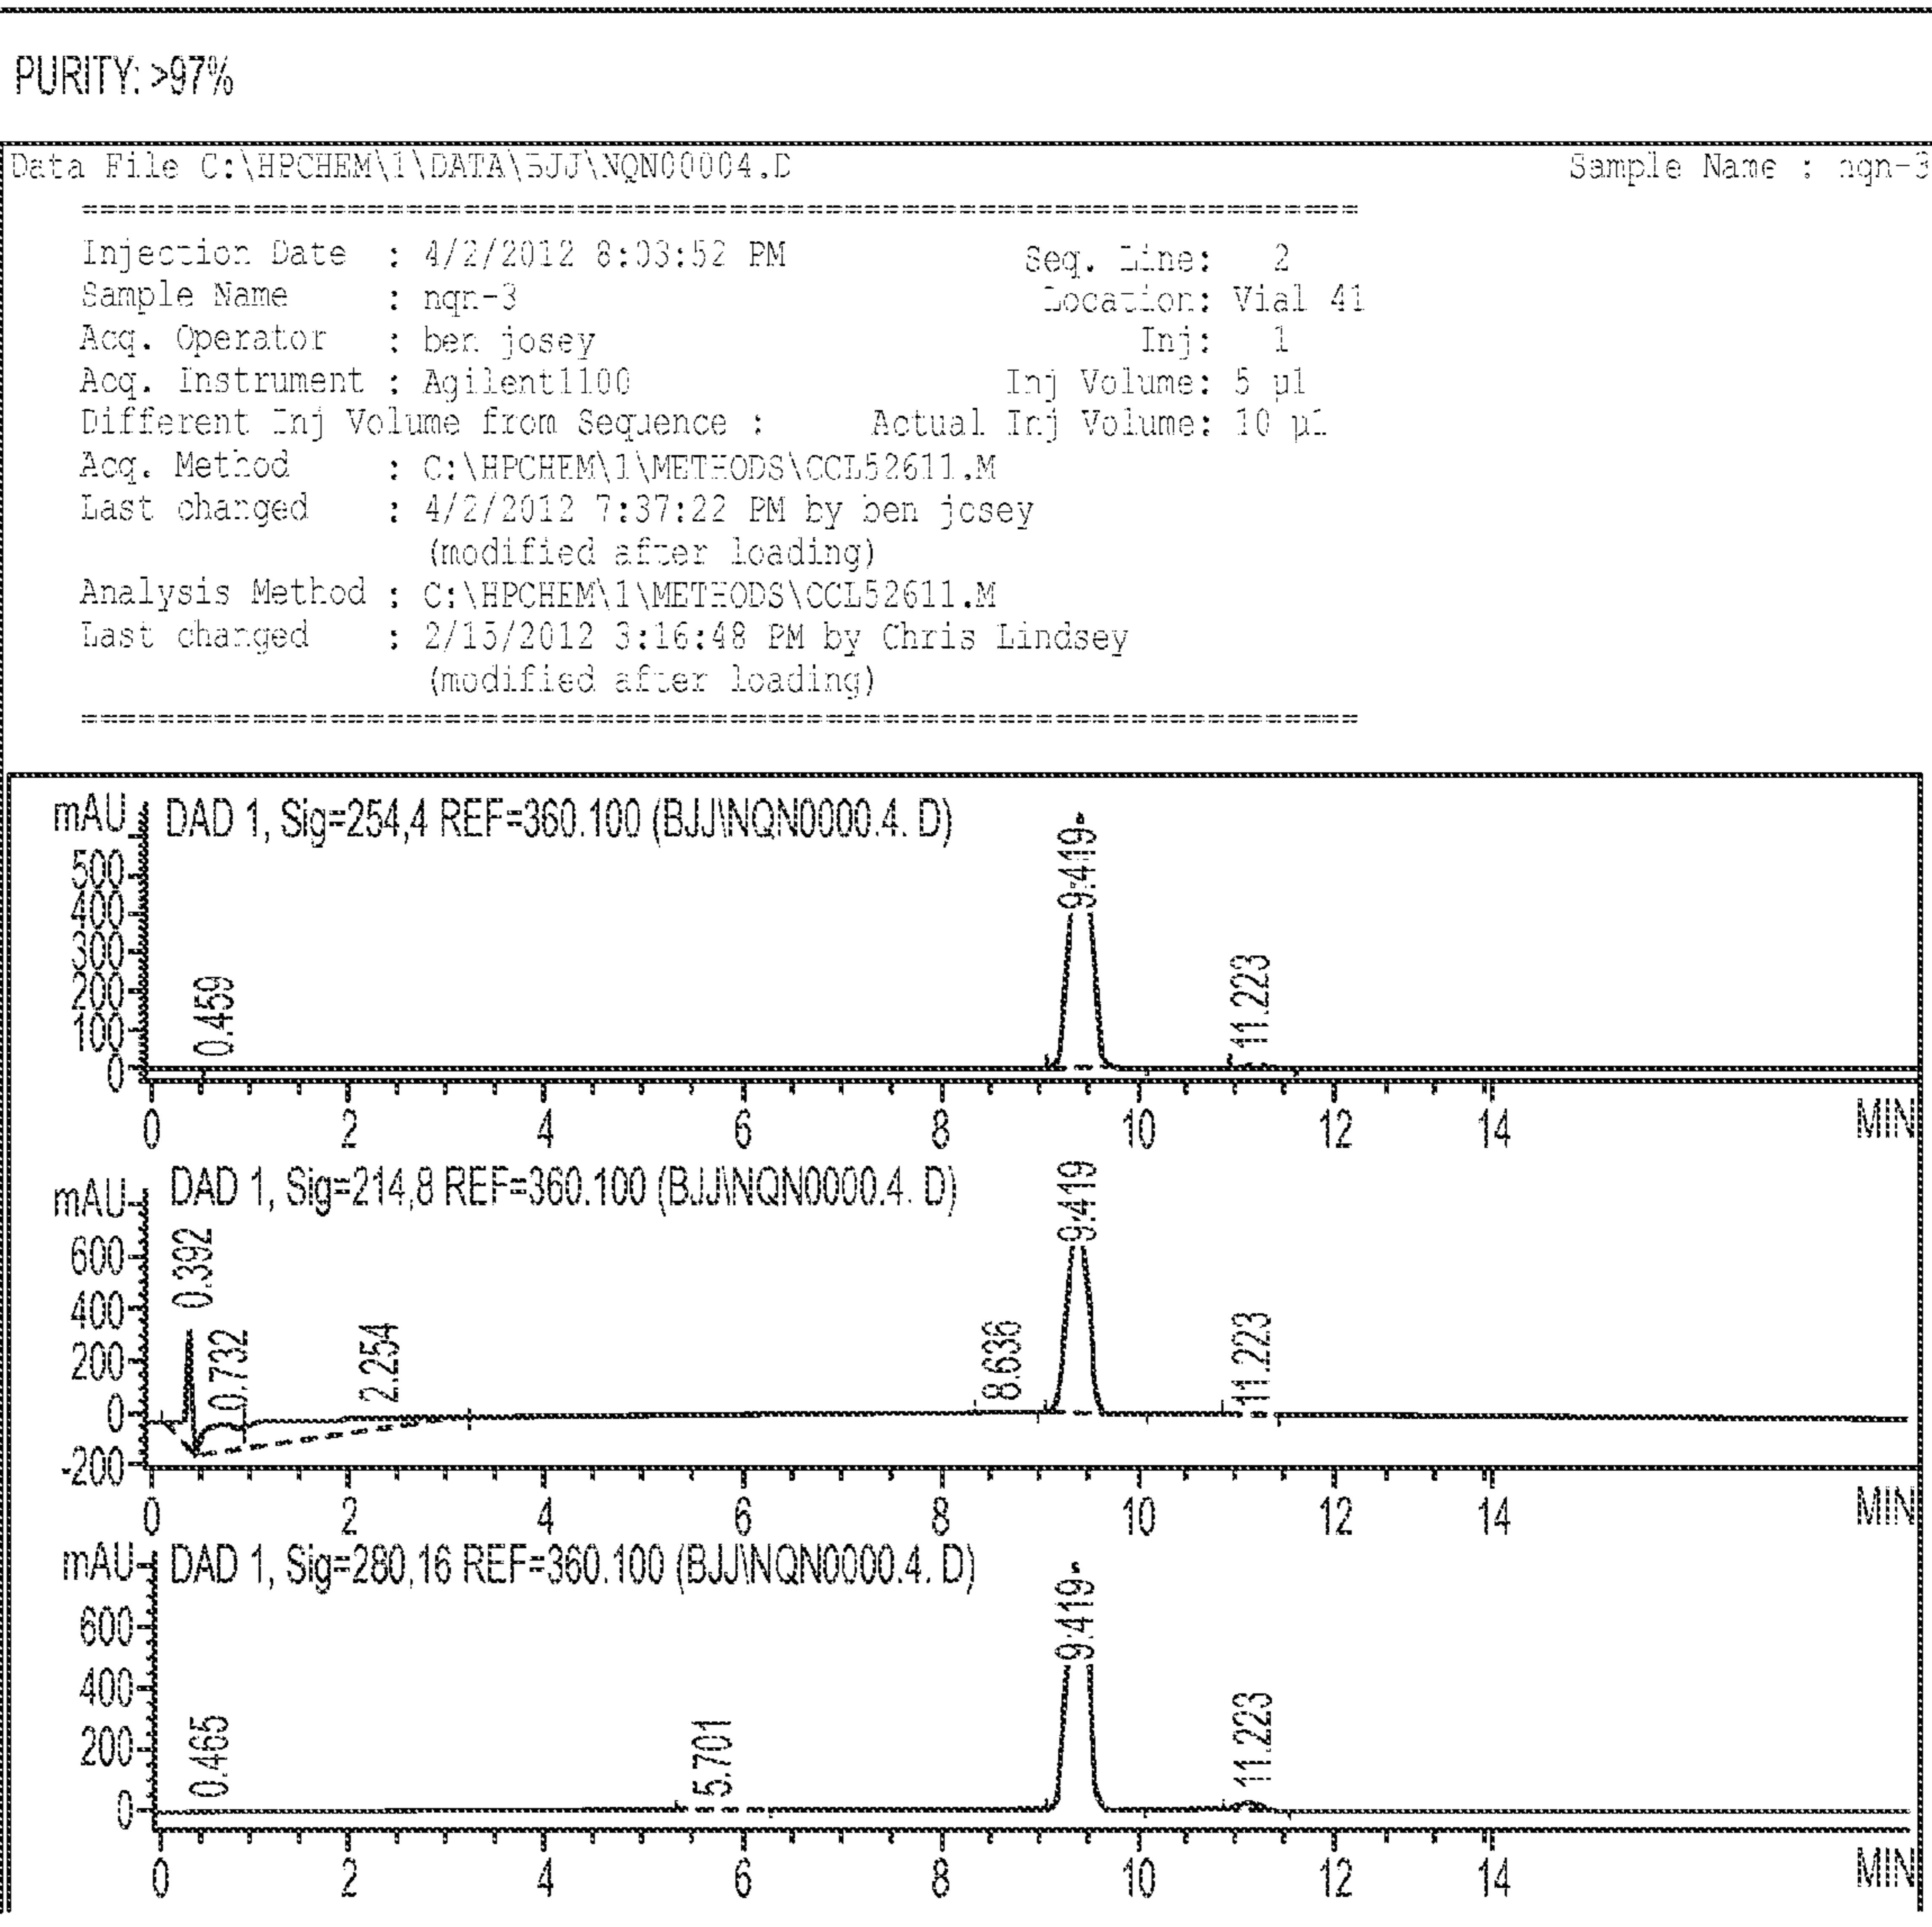 PURITY: >97%
Data File C:\HPCHEM\1\DATA\BJJ\NQN00004.D Sample Name : nqn-3
====================================================================
Injection Date : 4/2/2012 8:03:52 PM Seq. Line: 2
Sample Name : nqn-3 Location: Vial 41
Acq. Operator : ben josey Inj: 1
Acq. Instrument : Agilent1100 Inj Volume: 5 µl
Different Inj Volume from Sequence : Actual Inj Volume: 10 µl
Acq. Method : C:\HPCHEM\1\METHODS\CCL52611.M
Last changed : 4/2/2012 7:37:22 PM by ben josey
(modified after loading)
Analysis Method : C:\HPCHEM\1\METHODS\CCL52611.M
Last changed : 2/15/2012 3:16:48 PM by Chris Lindsey
(modified after loading)
====================================================================
mAU DAD 1, Sig=254,4 REF=360.100 (BJJ\NQN0000.4. D)
500
400
300
200
100
0
0.459
9.419
11.223
0 2 4 6 8 10 12 14 MIN
mAU DAD 1, Sig=214,8 REF=360.100 (BJJ\NQN0000.4. D)
600
400
200
0
-200
0.392
0.732
2.254
8.636
9.419
11.223
0 2 4 6 8 10 12 14 MIN
mAU DAD 1, Sig=280,16 REF=360.100 (BJJ\NQN0000.4. D)
600
400
200
0
0.465
5.701
9.419
11.223
0 2 4 6 8 10 12 14 MIN